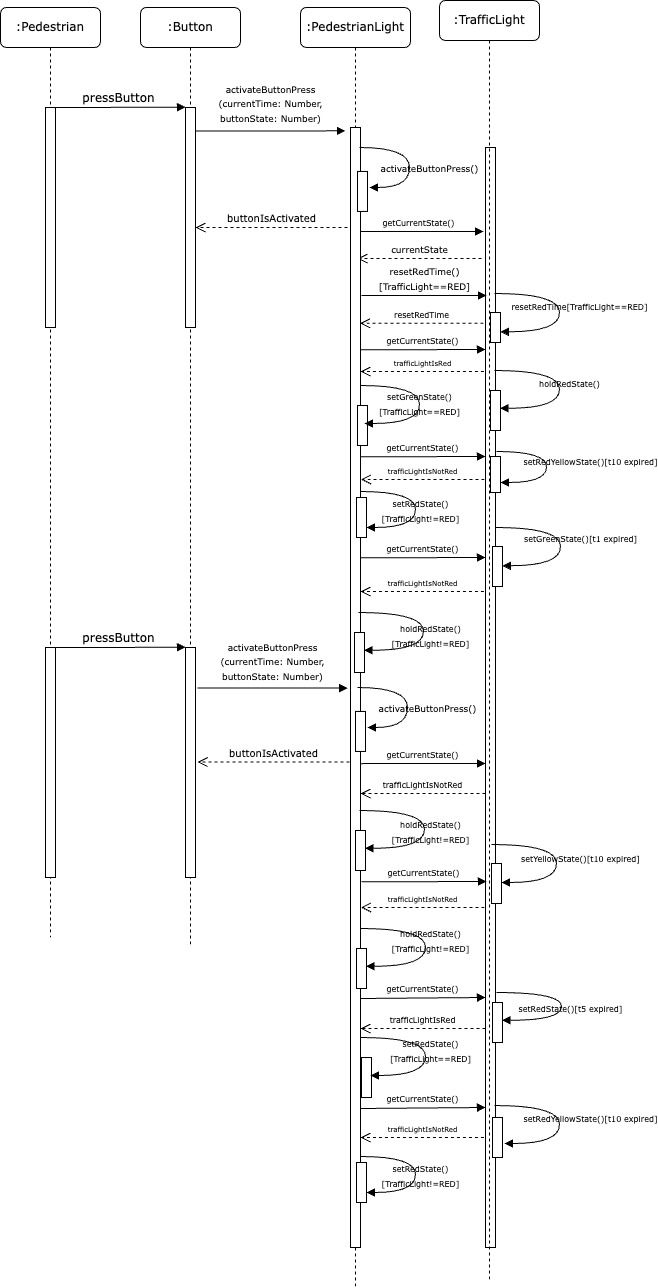 :Pedestrian
:Button
:PedestrianLight
:TrafficLight
pressButton
activateButtonPress
(currentTime: Number,
buttonState: Number)
activateButtonPress()
buttonIsActivated
getCurrentState()
currentState
resetRedTime()
[TrafficLight==RED]
resetRedTime[TrafficLight==RED]
resetRedTime
getCurrentState()
trafficLightIsRed
holdRedState()
setGreenState()
[TrafficLight==RED]
getCurrentState()
setRedYellowState()[t10 expired]
trafficLightIsNotRed
setRedState()
[TrafficLight!=RED]
setGreenState()[t1 expired]
getCurrentState()
trafficLightIsNotRed
holdRedState()
[TrafficLight!=RED]
pressButton
activateButtonPress
(currentTime: Number,
buttonState: Number)
activateButtonPress()
buttonIsActivated
getCurrentState()
trafficLightIsNotRed
holdRedState()
[TrafficLight!=RED]
setYellowState()[t10 expired]
getCurrentState()
trafficLightIsNotRed
holdRedState()
[TrafficLight!=RED]
getCurrentState()
setRedState()[t5 expired]
trafficLightIsRed
setRedState()
[TrafficLight==RED]
getCurrentState()
setRedYellowState()[t10 expired]
trafficLightIsNotRed
setRedState()
[TrafficLight!=RED]